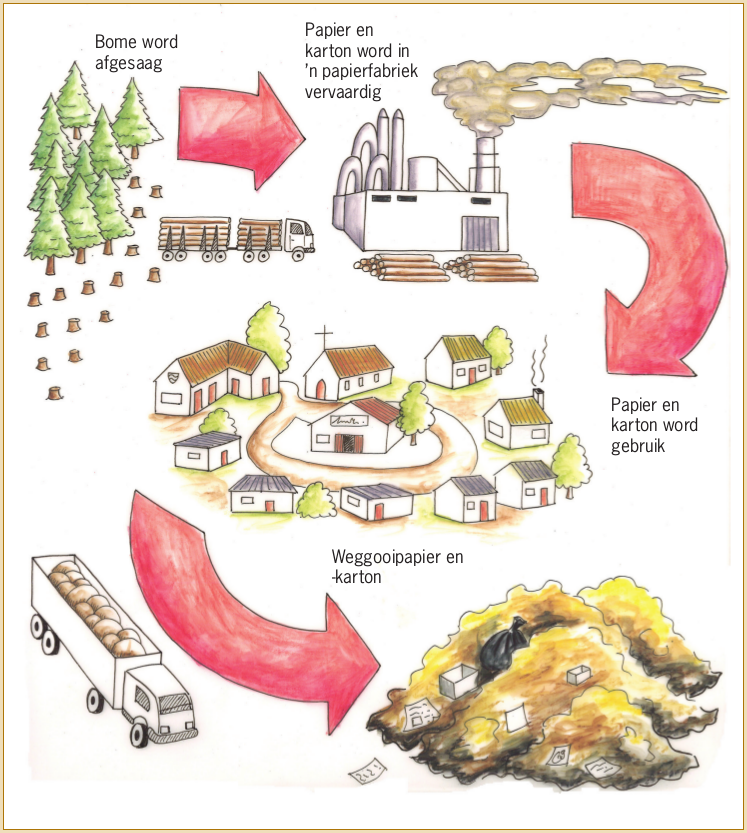 Bome word
afgesaag
Papier en
karton word in
’n papierfabriek
vervaardig
Papier en
karton word
gebruik
Weggooipapier en
-karton